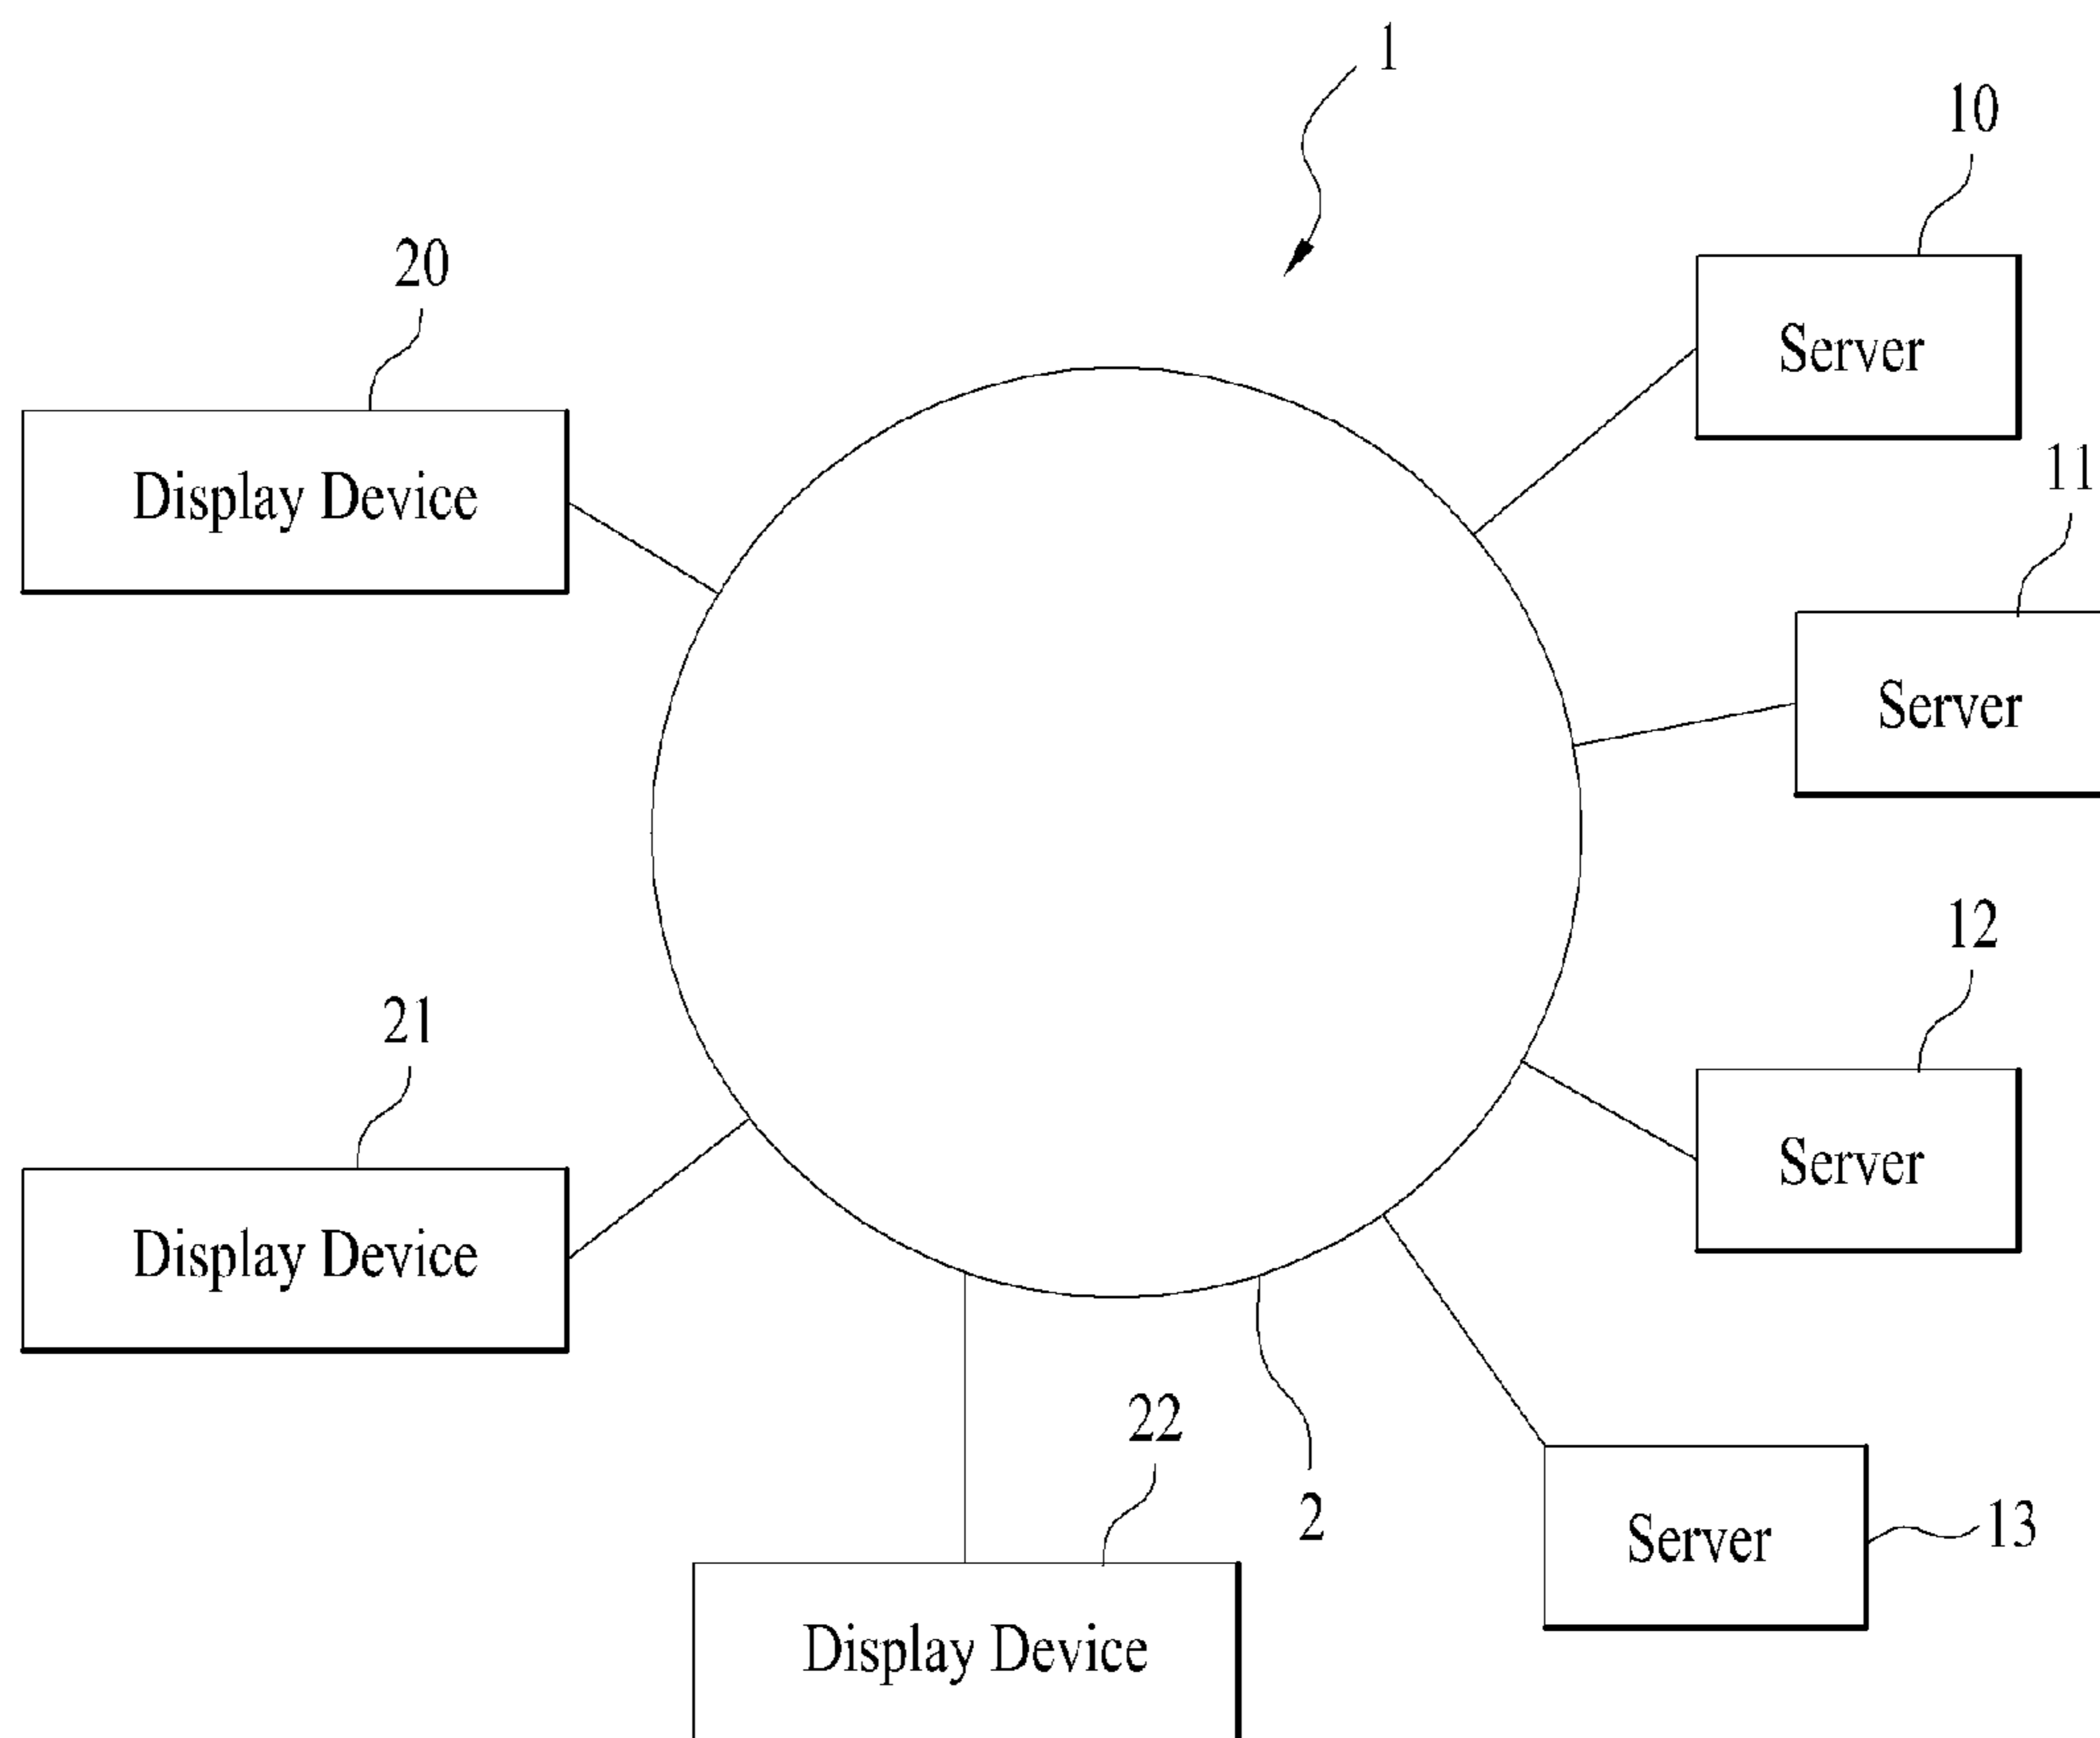 1
10
20
Server
11
Display Device
Server
12
21
Server
Display Device
22
2
13
Server
Display Device